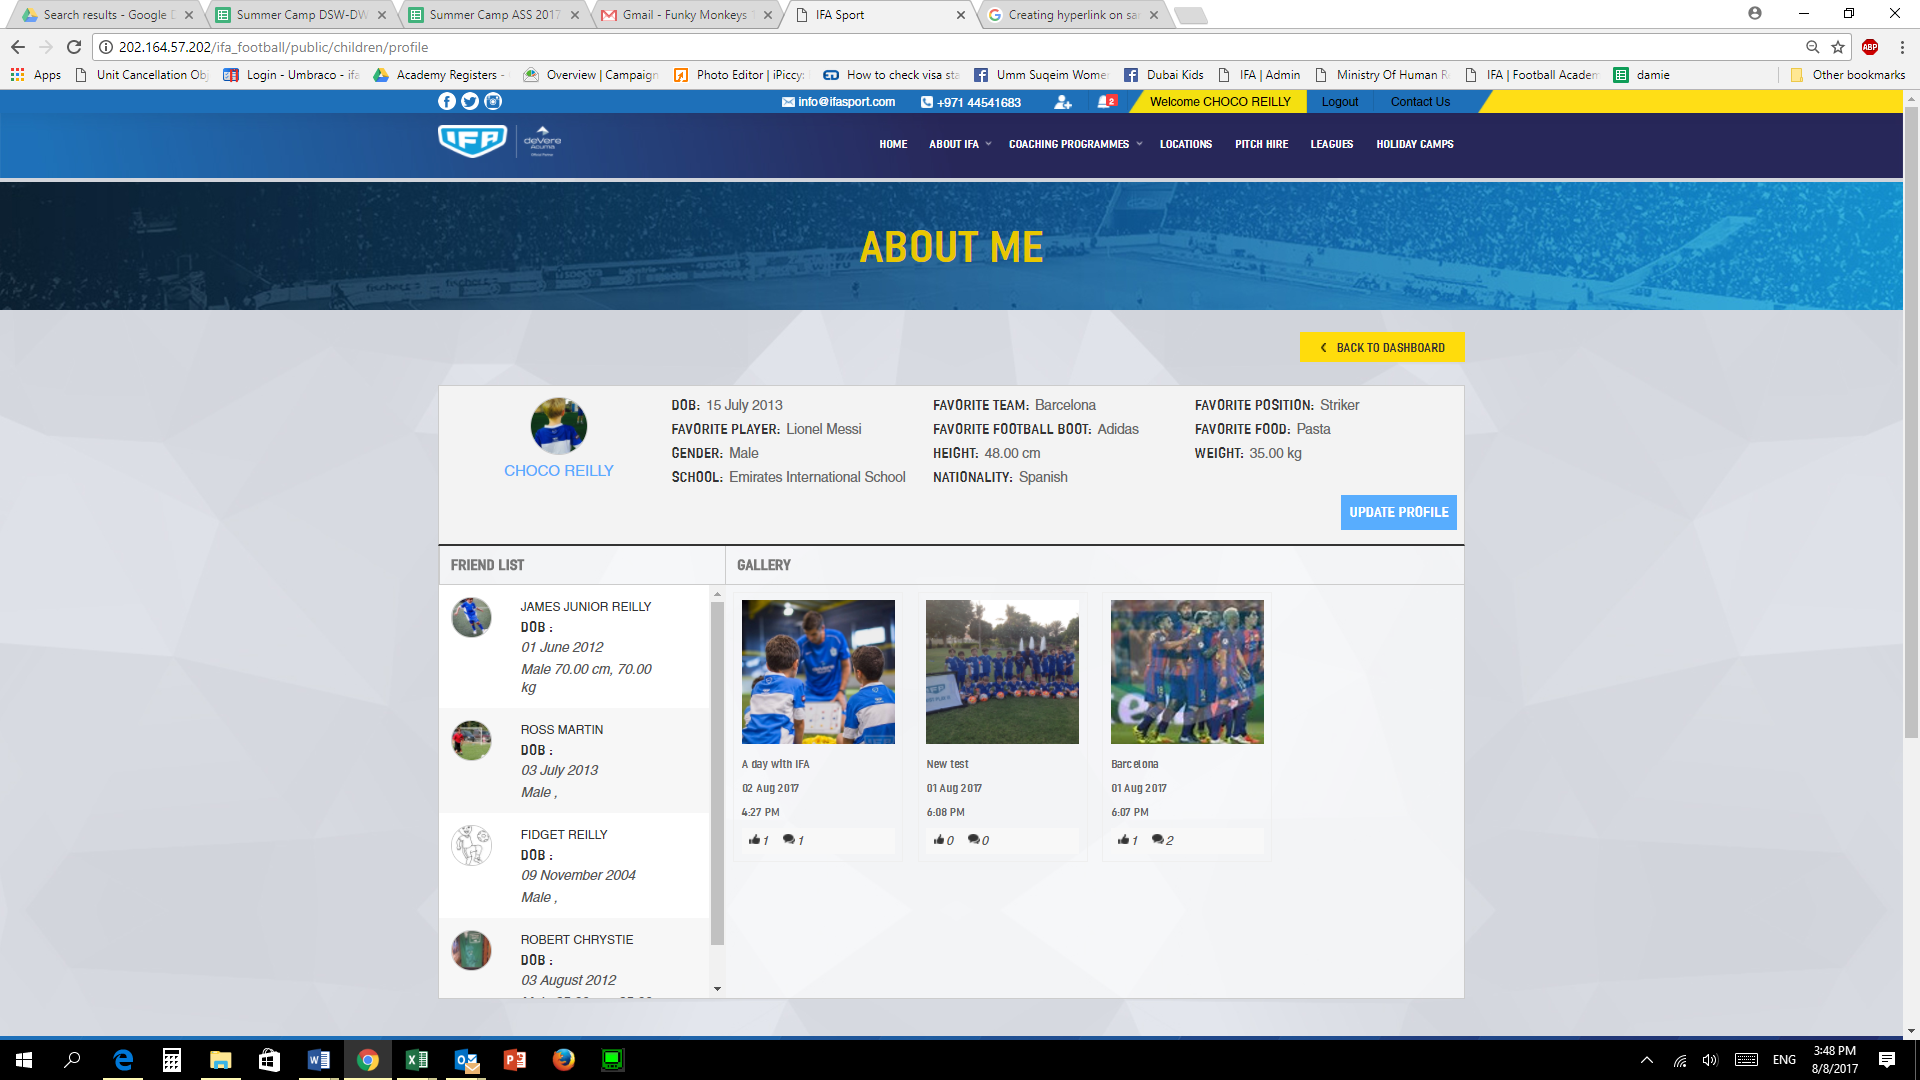 Search results - Google D
Summer Camp DSW-DW
Summer Camp ASS 2017
Gmail - Funky Monkeys
IFA Sport
Creating hyperlink on sa
202.164.57.202/ifa_football/public/children/profile
ABP
Apps
Unit Cancellation Obj
Login - Umbraco - ifa
Academy Registers -
Overview | Campaign
Photo Editor | iPiccy:
How to check visa sta
Umm Suqeim Wome
Dubai Kids
IFA | Admin
Ministry Of Human R
IFA | Football Academ
damie
Other bookmarks
info@ifasport.com
+971 44541683
2
Welcome CHOCO REILLY
Logout
Contact Us
IFA
deVere
Acuma
HOME
ABOUT IFA
COACHING PROGRAMMES
LOCATIONS
PITCH HIRE
LEAGUES
HOLIDAY CAMPS
ABOUT ME
BACK TO DASHBOARD
CHOCO REILLY
DOB: 15 July 2013
FAVORITE TEAM: Barcelona
FAVORITE POSITION: Striker
FAVORITE PLAYER: Lionel Messi
FAVORITE FOOTBALL BOOT: Adidas
FAVORITE FOOD: Pasta
GENDER: Male
HEIGHT: 48.00 cm
WEIGHT: 35.00 kg
SCHOOL: Emirates International School
NATIONALITY: Spanish
UPDATE PROFILE
FRIEND LIST
JAMES JUNIOR REILLY
DOB :
01 June 2012
Male 70.00 cm, 70.00
kg
ROSS MARTIN
DOB :
03 July 2013
Male ,
FIDGET REILLY
DOB :
09 November 2004
Male ,
ROBERT CHRYSTIE
DOB :
03 August 2012
GALLERY
A day with IFA
02 Aug 2017
4:27 PM
1 1
New test
01 Aug 2017
6:08 PM
0 0
Barcelona
01 Aug 2017
6:07 PM
1 2
ENG
3:48 PM
8/8/2017